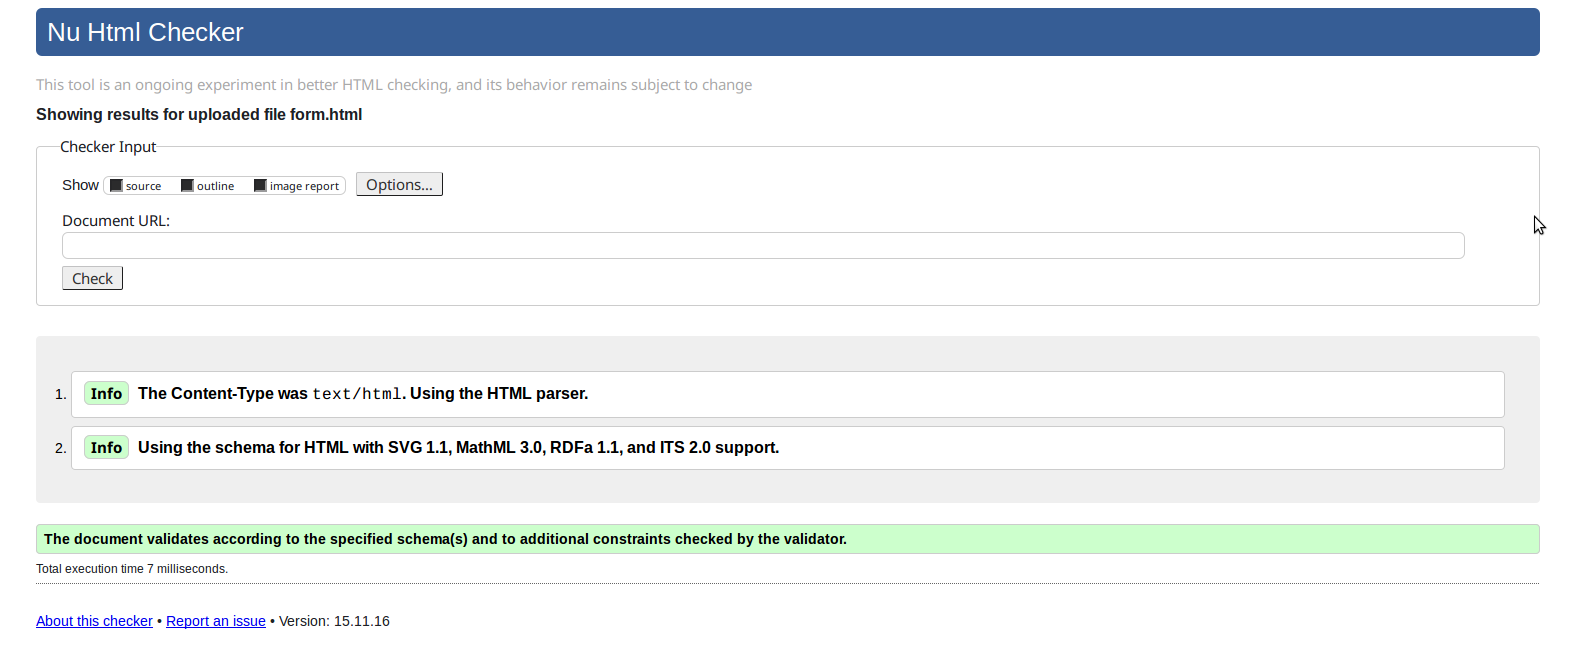 Nu Html Checker
This tool is an ongoing experiment in better HTML checking, and its behavior remains subject to change
Showing results for uploaded file form.html
Checker Input
Show source outline image report Options...
Document URL:
Check
1. Info The Content-Type was text/html. Using the HTML parser.
2. Info Using the schema for HTML with SVG 1.1, MathML 3.0, RDFa 1.1, and ITS 2.0 support.
The document validates according to the specified schema(s) and to additional constraints checked by the validator.
Total execution time 7 milliseconds.
About this checker • Report an issue • Version: 15.11.16